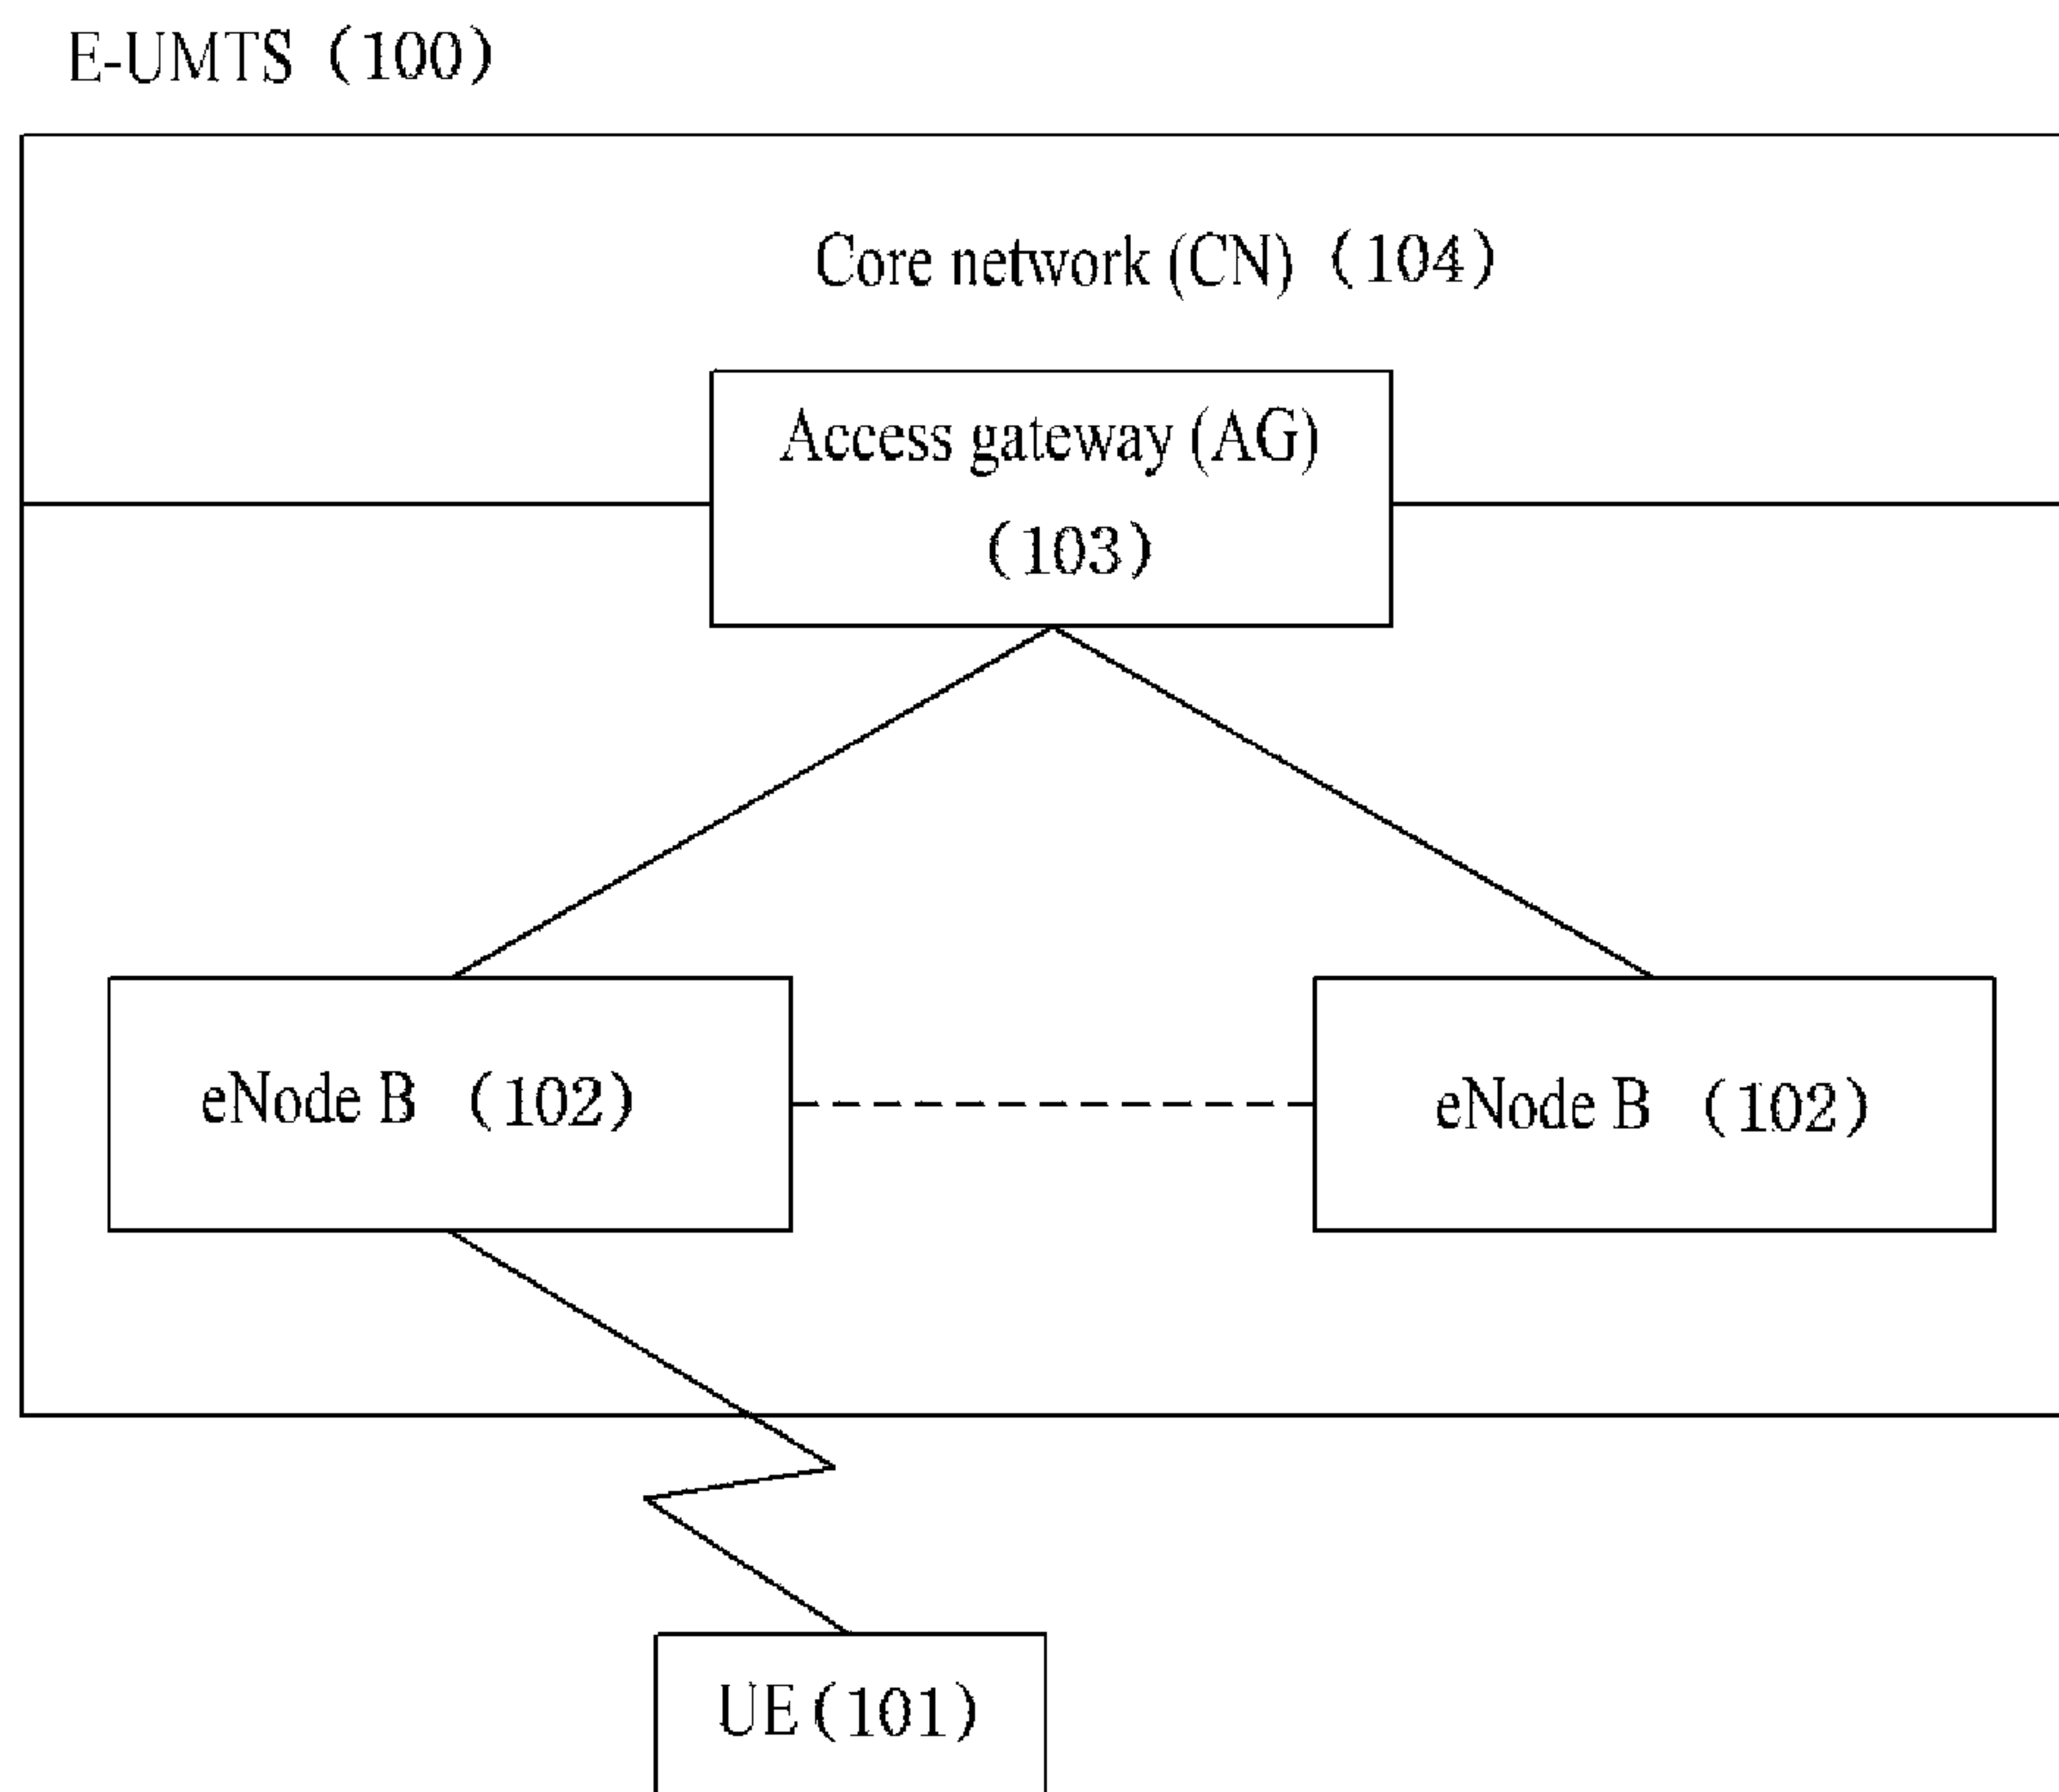 E-UMTS (100)
Core network (CN) (104)
Access gateway (AG)
(103)
eNode B (102)
eNode B (102)
UE(101)